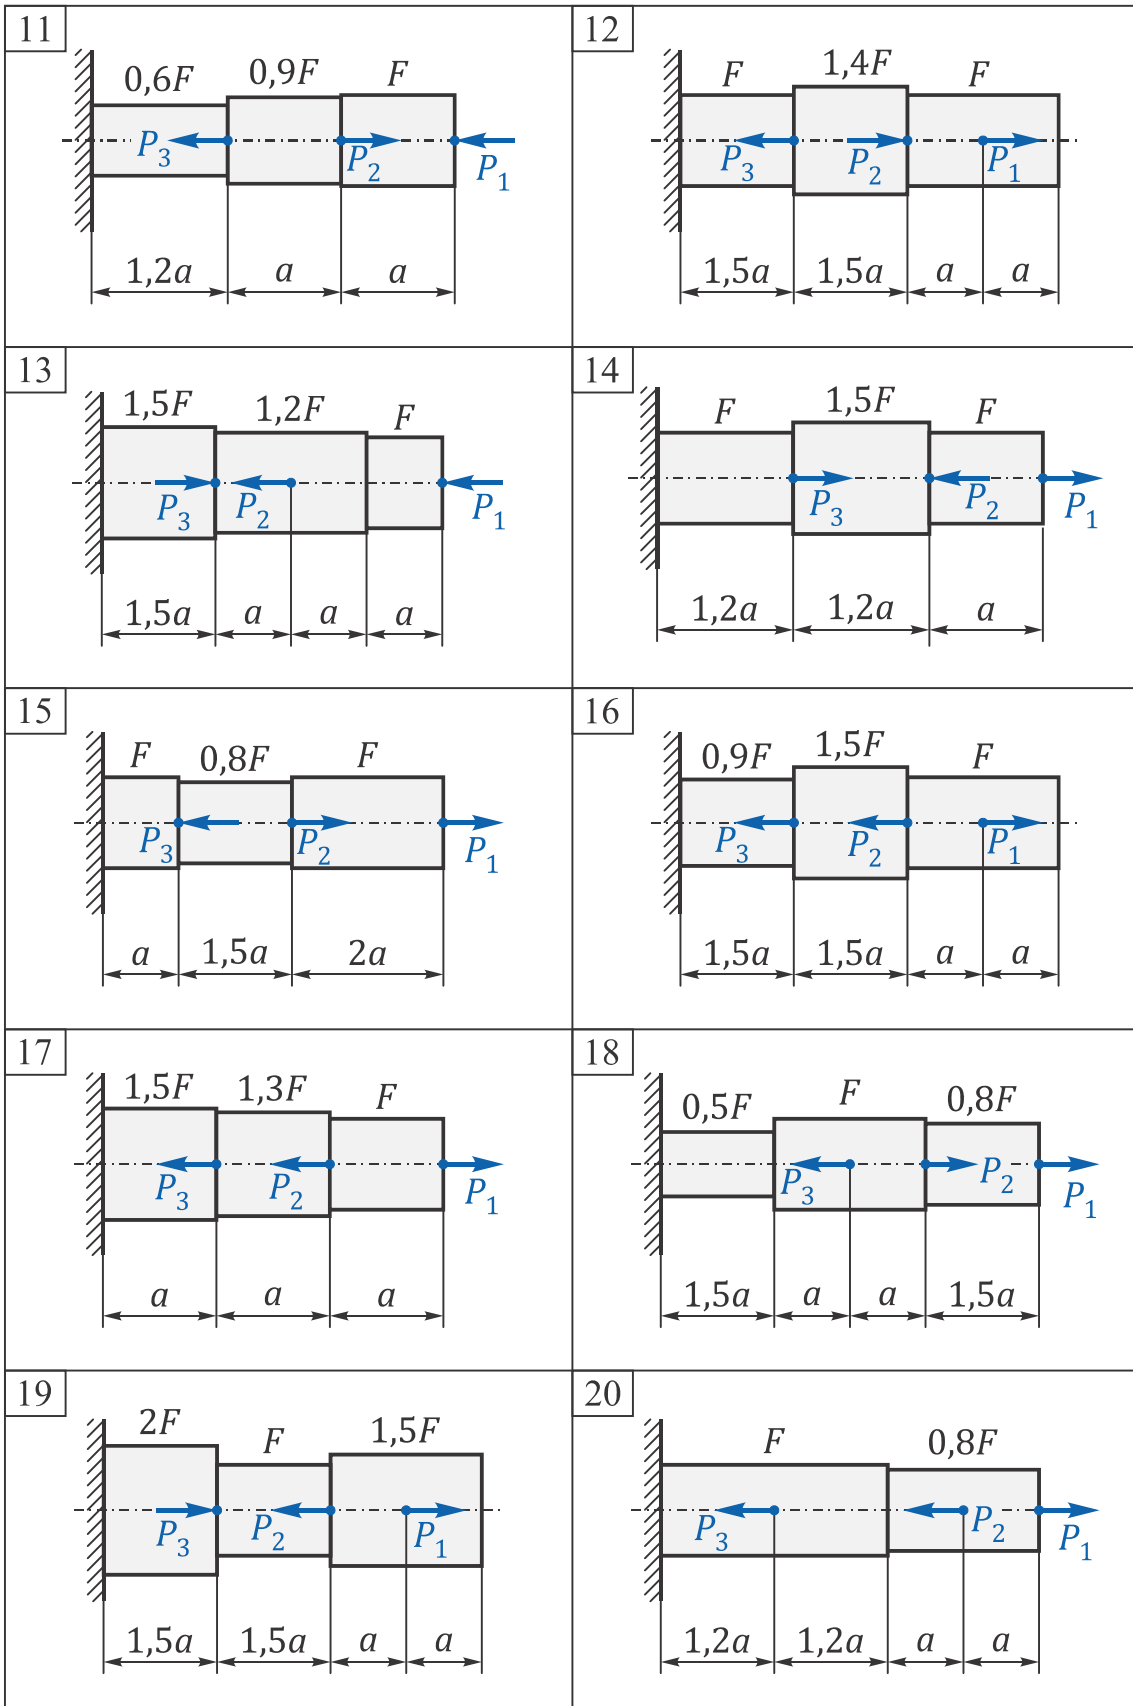 11
0,6F 0,9F F
P3 P2 P1
1,2a a a
12
F 1,4F F
P3 P2 P1
1,5a 1,5a a a
13
1,5F 1,2F F
P3 P2 P1
1,5a a a a
14
F 1,5F F
P3 P2 P1
1,2a 1,2a a
15
F 0,8F F
P3 P2 P1
a 1,5a 2a
16
0,9F 1,5F F
P3 P2 P1
1,5a 1,5a a a
17
1,5F 1,3F F
P3 P2 P1
a a a
18
0,5F F 0,8F
P3 P2 P1
1,5a a a 1,5a
19
2F F 1,5F
P3 P2 P1
1,5a 1,5a a a
20
F 0,8F
P3 P2 P1
1,2a 1,2a a a